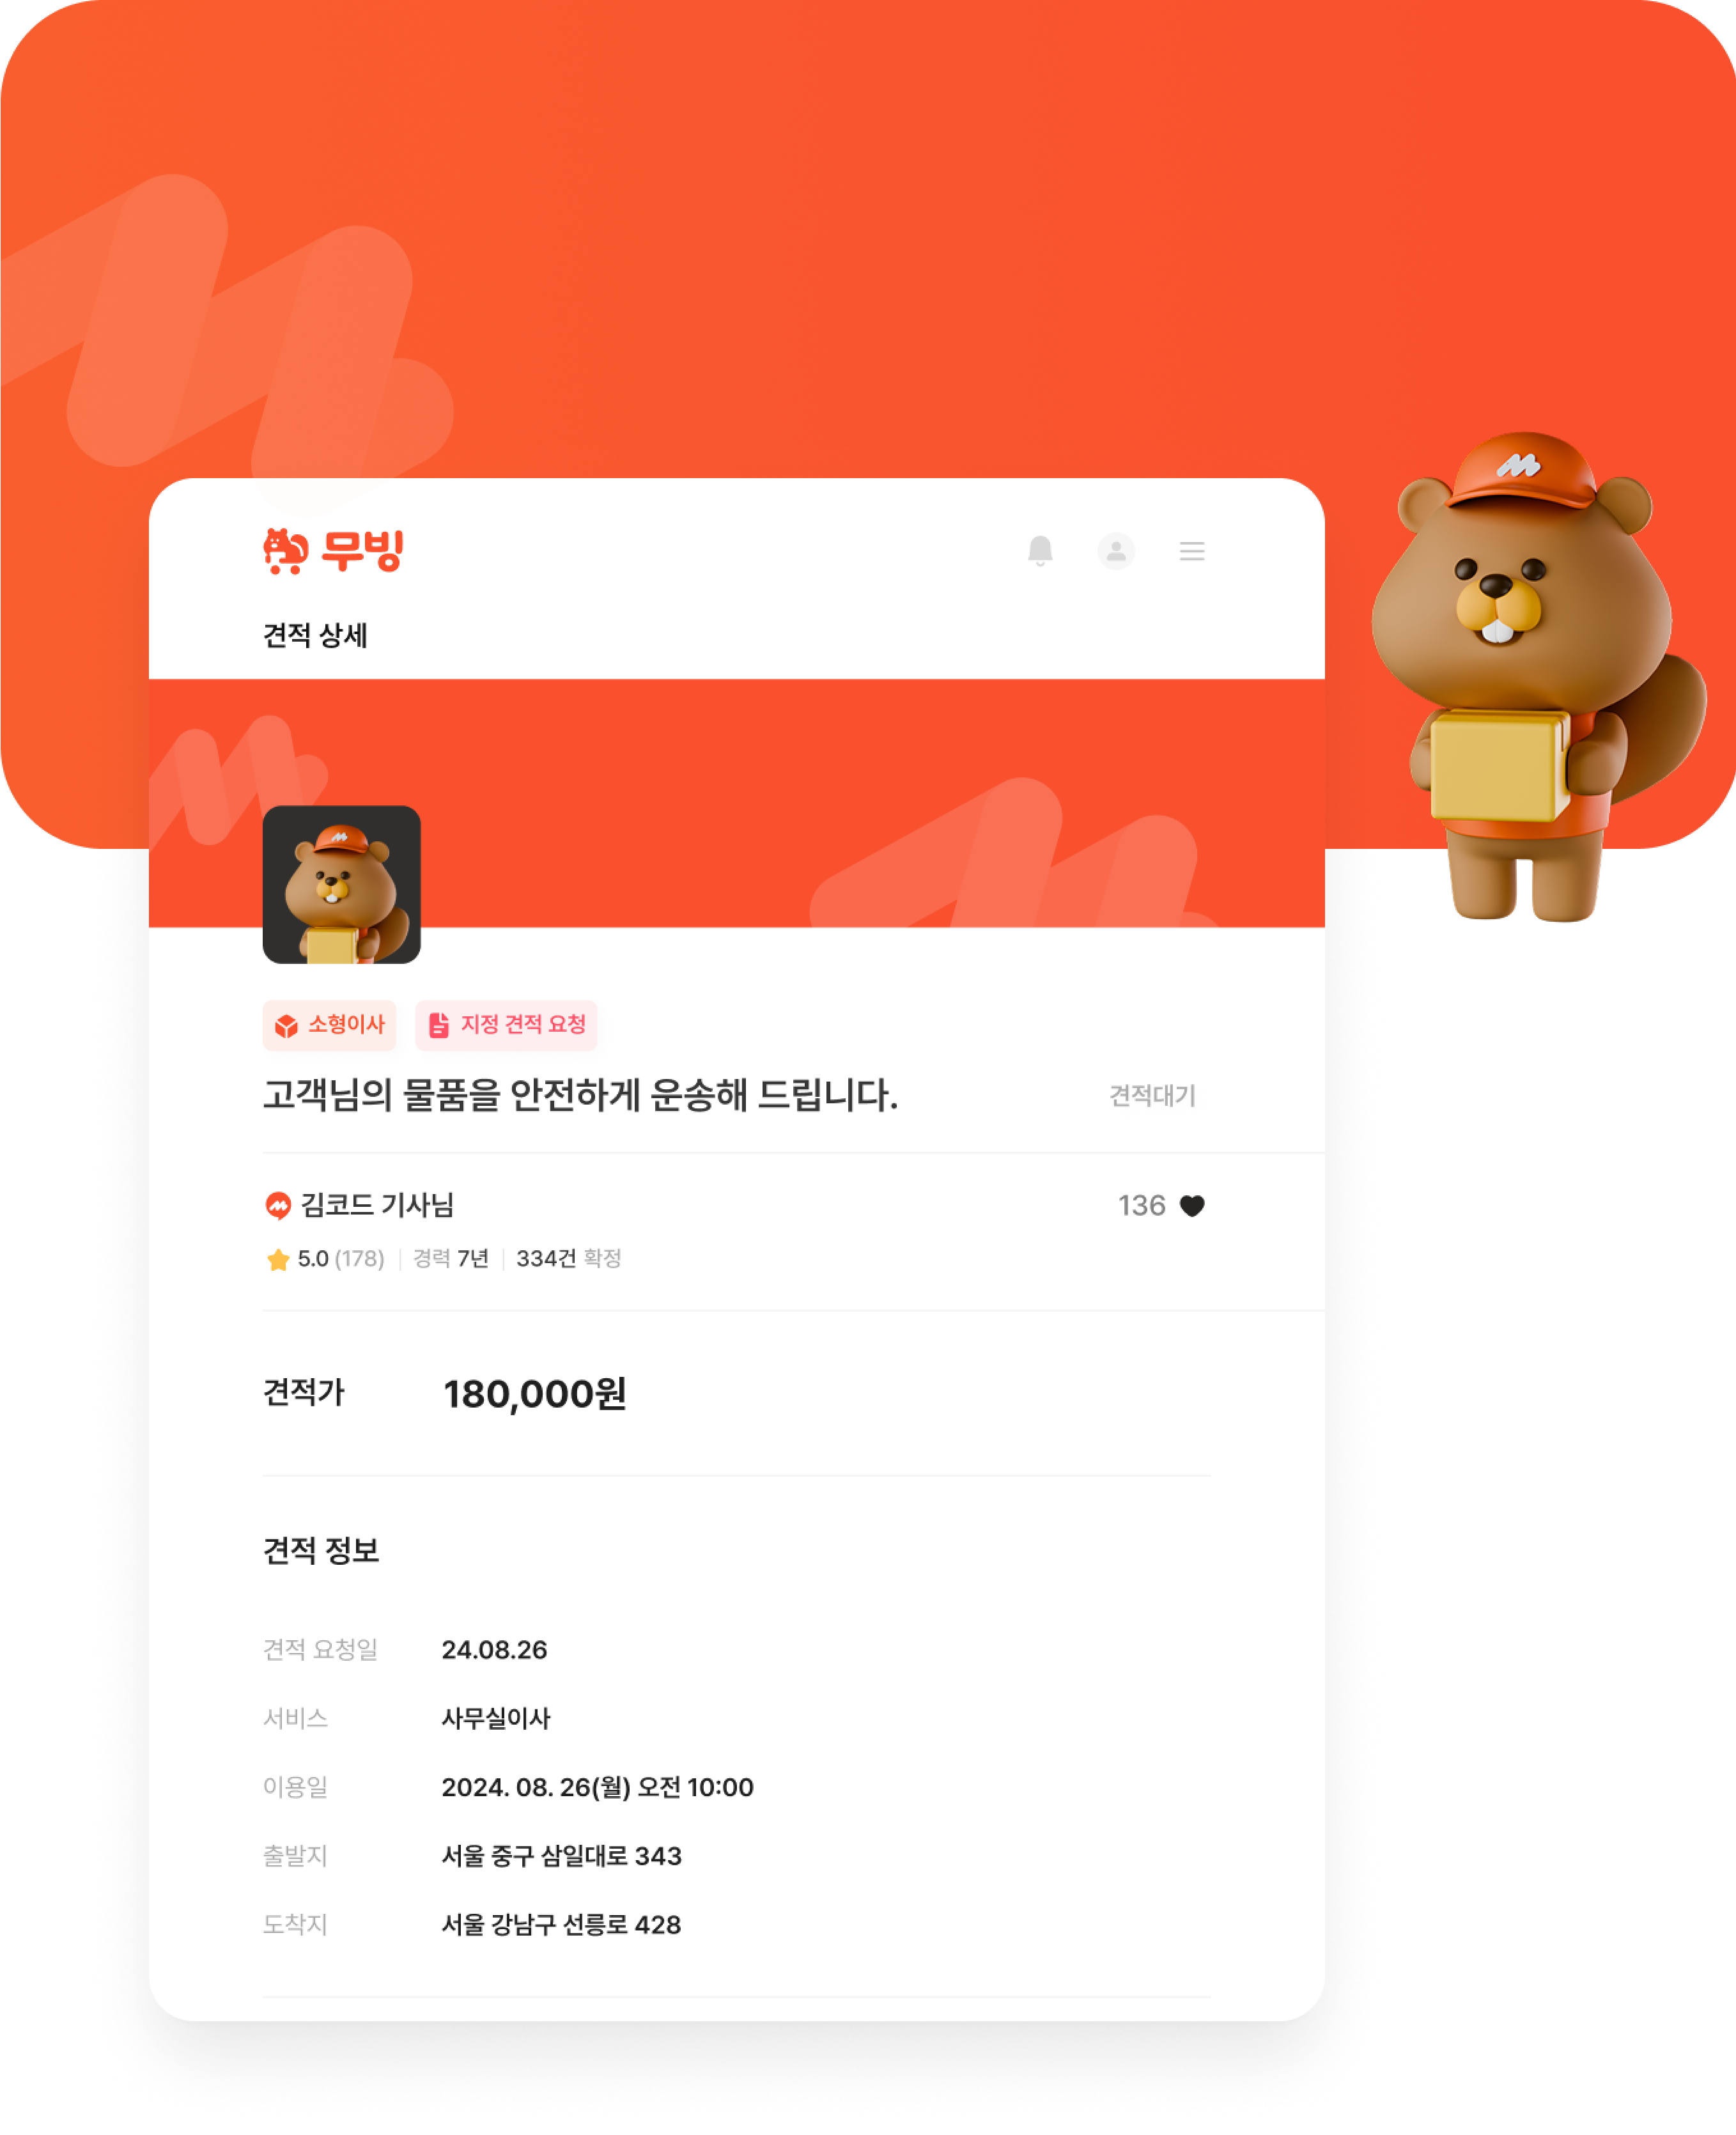 무빙
견적 상세
소형이사 지정 견적 요청
고객님의 물품을 안전하게 운송해 드립니다. 견적대기
김코드 기사님 136
5.0 (178) 경력 7년 334건 확정
견적가 180,000원
견적 정보
견적 요청일 24.08.26
서비스 사무실이사
이용일 2024. 08. 26(월) 오전 10:00
출발지 서울 중구 삼일대로 343
도착지 서울 강남구 선릉로 428